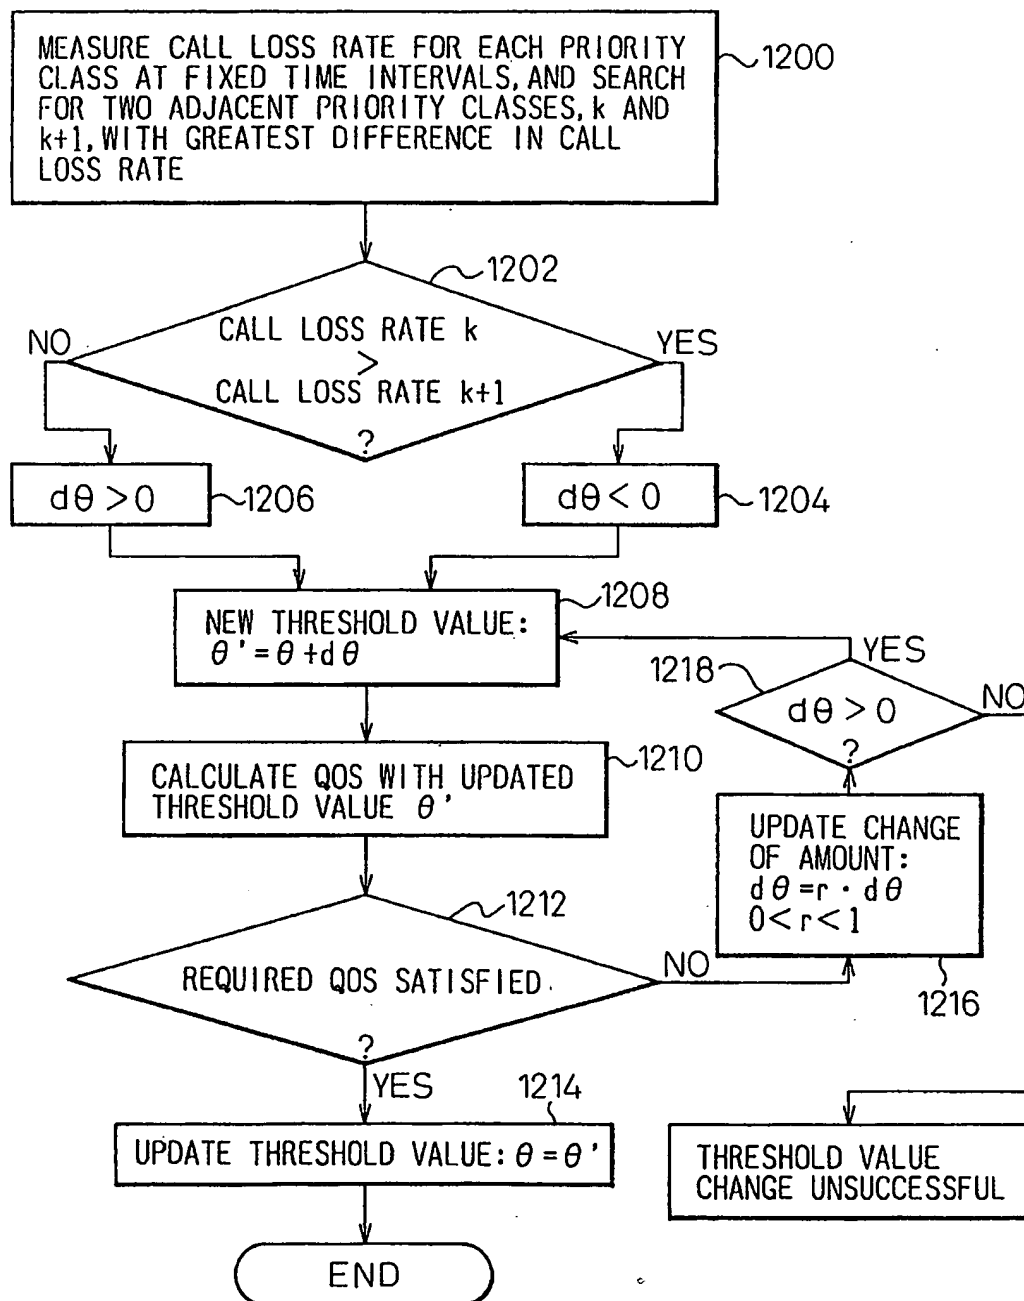 MEASURE CALL LOSS RATE FOR EACH PRIORITY
CLASS AT FIXED TIME INTERVALS, AND SEARCH
FOR TWO ADJACENT PRIORITY CLASSES, k AND
k+1, WITH GREATEST DIFFERENCE IN CALL
LOSS RATE
1200
1202
CALL LOSS RATE k
>
CALL LOSS RATE k+1
?
NO
YES
dθ > 0
1206
dθ < 0
1204
NEW THRESHOLD VALUE:
θ' = θ + dθ
1208
1218
YES
dθ > 0
?
NO
CALCULATE QOS WITH UPDATED
THRESHOLD VALUE θ'
1210
UPDATE CHANGE
OF AMOUNT:
dθ = r · dθ
0 < r < 1
1216
1212
REQUIRED QOS SATISFIED
?
NO
YES
1214
UPDATE THRESHOLD VALUE: θ = θ'
THRESHOLD VALUE
CHANGE UNSUCCESSFUL
END